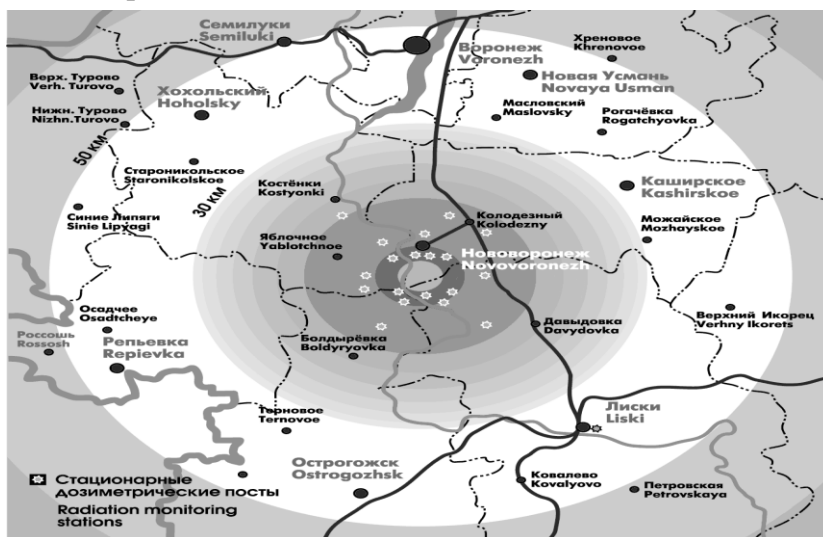 Семилуки
Semiluki
Воронеж
Voronezh
Хреновое
Khrenovoe
Верх. Турово
Verh. Turovo
Хохольский
Hoholsky
Новая Усмань
Novaya Usman
Нижн. Турово
Nizhn.Turovo
Масловский
Maslovsky
Рогачёвка
Rogatchyovka
50 КМ
Староникольское
Staronikolskoe
30 КМ
Костёнки
Kostyonki
Каширское
Kashirskoe
Синие Липяги
Sinie Lipyagi
Колодезный
Kolodezny
Можайское
Mozhayskoe
Яблочное
Yablotchnoe
Нововоронеж
Novovoronezh
Осадчее
Osadtcheye
Верхний Икорец
Verhny Ikorets
Россошь
Rossosh
Репьевка
Repievka
Болдырёвка
Boldyryovka
Давыдовка
Davydovka
Терновое
Ternovoe
Лиски
Liski
Острогожск
Ostrogozhsk
Ковалево
Kovalyovo
Петровская
Petrovskaya
Стационарные
дозиметрические посты
Radiation monitoring
stations